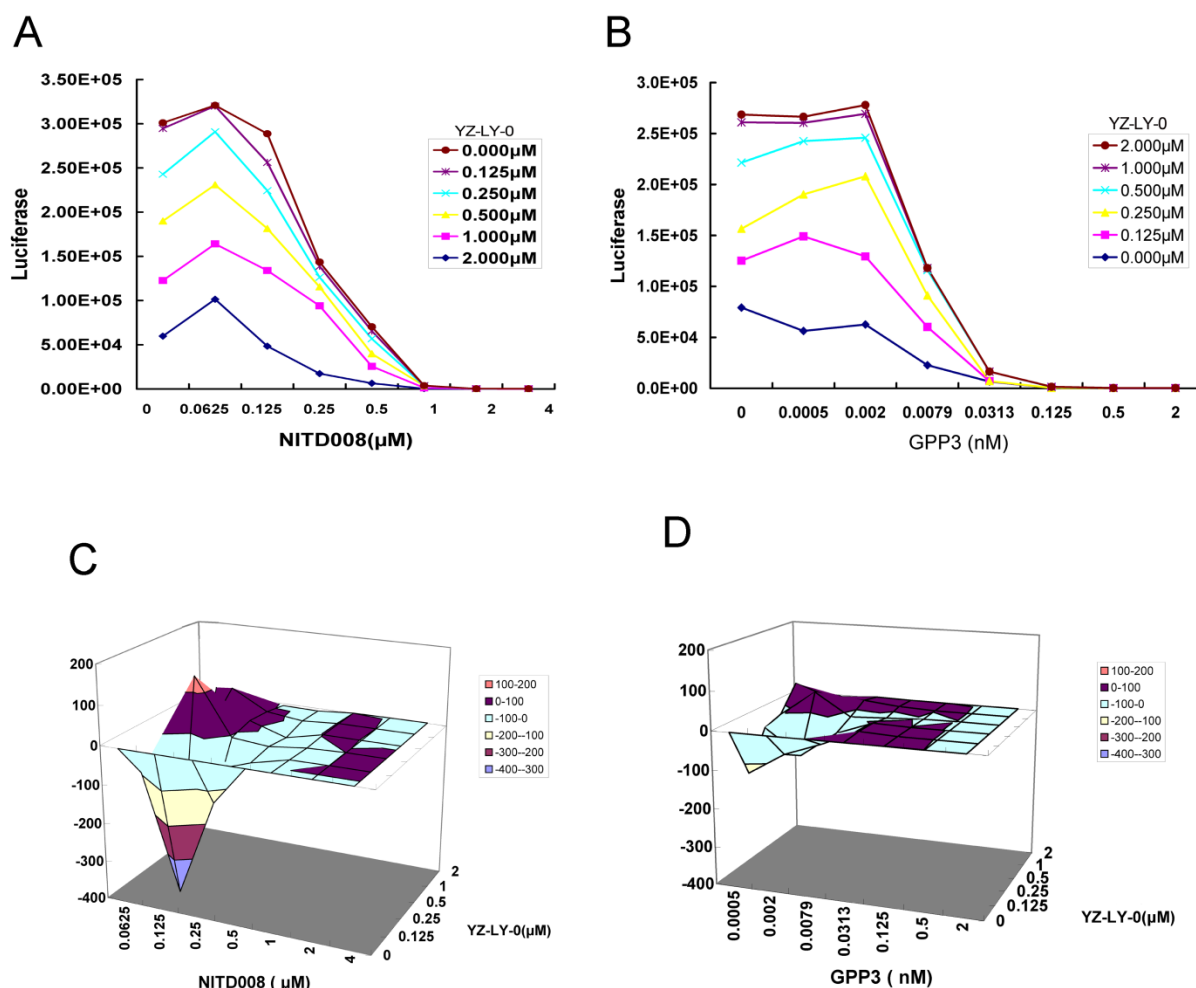 A
3.50E+05
3.00E+05
2.50E+05
2.00E+05
1.50E+05
1.00E+05
5.00E+04
0.00E+00
Luciferase
0 0.0625 0.125 0.25 0.5 1 2 4
NITD008(µM)
YZ-LY-0
0.000µM
0.125µM
0.250µM
0.500µM
1.000µM
2.000µM
B
3.0E+05
2.5E+05
2.0E+05
1.5E+05
1.0E+05
5.0E+04
0.0E+00
Luciferase
0 0.0005 0.002 0.0079 0.0313 0.125 0.5 2
GPP3 (nM)
YZ-LY-0
2.000µM
1.000µM
0.500µM
0.250µM
0.125µM
0.000µM
C
200
100
0
-100
-200
-300
-400
0.0625 0.125 0.25 0.5 1 2 4
NITD008 ( µM)
2
1
0.5
0.25
0.125
0
YZ-LY-0(µM)
100-200
0-100
-100-0
-200--100
-300--200
-400--300
D
200
100
0
-100
-200
-300
-400
0.0005 0.002 0.0079 0.0313 0.125 0.5 2
GPP3 ( nM)
2
1
0.5
0.25
0.125
0
YZ-LY-0(µM)
100-200
0-100
-100-0
-200--100
-300--200
-400--300